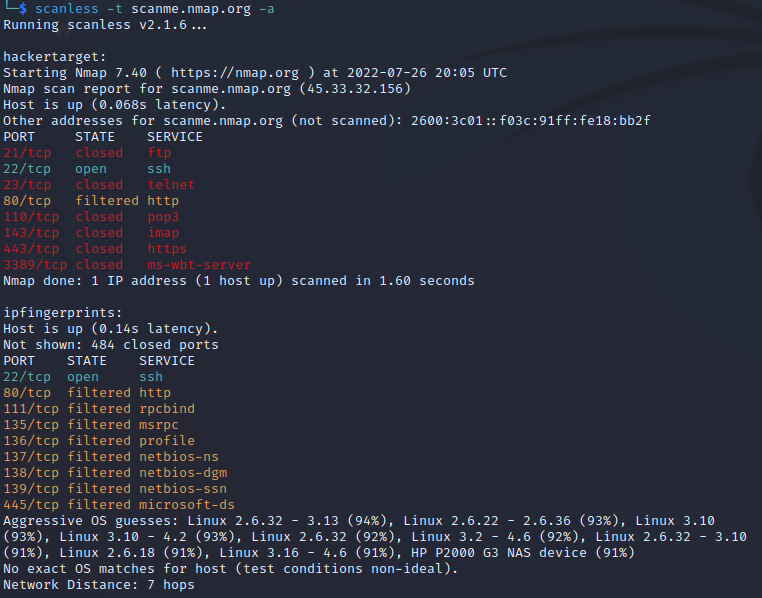 └─$ scanless -t scanme.nmap.org -a
Running scanless v2.1.6...

hackertarget:
Starting Nmap 7.40 ( https://nmap.org ) at 2022-07-26 20:05 UTC
Nmap scan report for scanme.nmap.org (45.33.32.156)
Host is up (0.068s latency).
Other addresses for scanme.nmap.org (not scanned): 2600:3c01::f03c:91ff:fe18:bb2f
PORT     STATE    SERVICE
21/tcp   closed   ftp
22/tcp   open     ssh
23/tcp   closed   telnet
80/tcp   filtered http
110/tcp  closed   pop3
143/tcp  closed   imap
443/tcp  closed   https
3389/tcp closed   ms-wbt-server
Nmap done: 1 IP address (1 host up) scanned in 1.60 seconds

ipfingerprints:
Host is up (0.14s latency).
Not shown: 484 closed ports
PORT    STATE    SERVICE
22/tcp  open     ssh
80/tcp  filtered http
111/tcp filtered rpcbind
135/tcp filtered msrpc
136/tcp filtered profile
137/tcp filtered netbios-ns
138/tcp filtered netbios-dgm
139/tcp filtered netbios-ssn
445/tcp filtered microsoft-ds
Aggressive OS guesses: Linux 2.6.32 - 3.13 (94%), Linux 2.6.22 - 2.6.36 (93%), Linux 3.10
(93%), Linux 3.10 - 4.2 (93%), Linux 2.6.32 (92%), Linux 3.2 - 4.6 (92%), Linux 2.6.32 - 3.10
(91%), Linux 2.6.18 (91%), Linux 3.16 - 4.6 (91%), HP P2000 G3 NAS device (91%)
No exact OS matches for host (test conditions non-ideal).
Network Distance: 7 hops